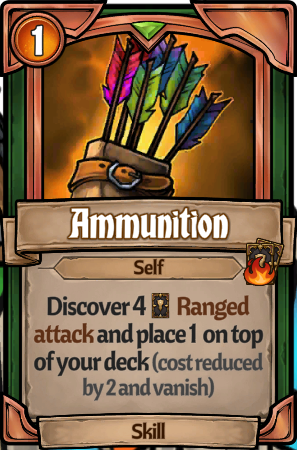 1
Ammunition
Self
Discover 4 Ranged
attack and place 1 on top
of your deck (cost reduced
by 2 and vanish)
Skill